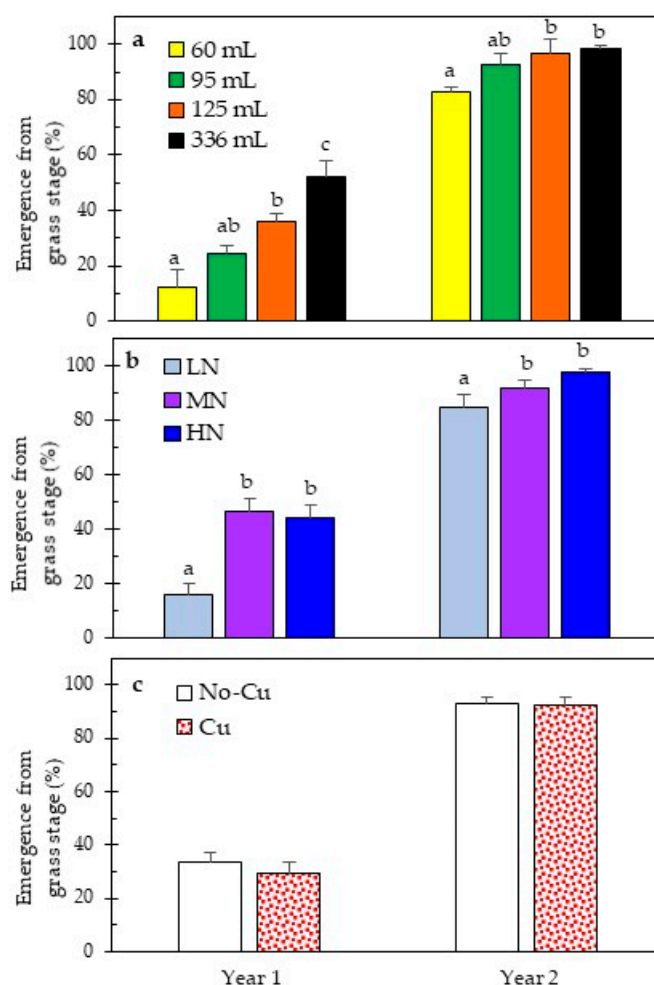 a
60 mL
95 mL
125 mL
336 mL
a
ab
b
c
a
ab
b
b
100
80
60
40
20
0
Emergence from
grass stage (%)
b
LN
MN
HN
a
b
b
a
b
b
100
80
60
40
20
0
Emergence from
grass stage (%)
c
No-Cu
Cu
100
80
60
40
20
0
Emergence from
grass stage (%)
Year 1
Year 2